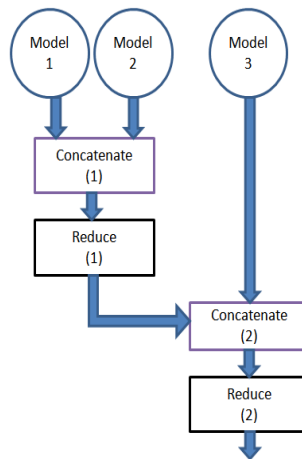 Model
1
Model
2
Model
3
Concatenate
(1)
Reduce
(1)
Concatenate
(2)
Reduce
(2)